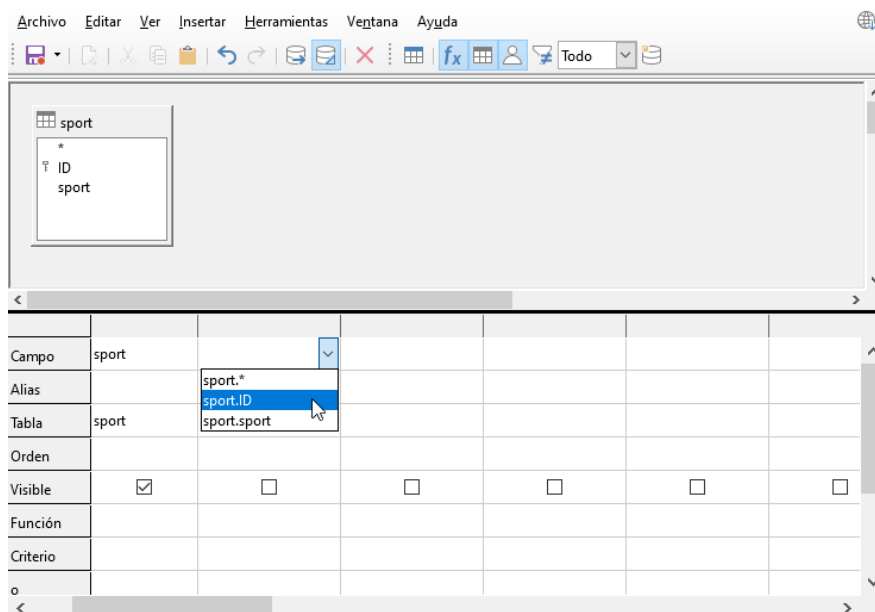 Archivo Editar Ver Insertar Herramientas Ventana Ayuda
fx Todo
sport
*
ID
sport
Campo sport
sport.*
Alias
sport.ID
Tabla sport sport.sport
Orden
Visible
Función
Criterio
o